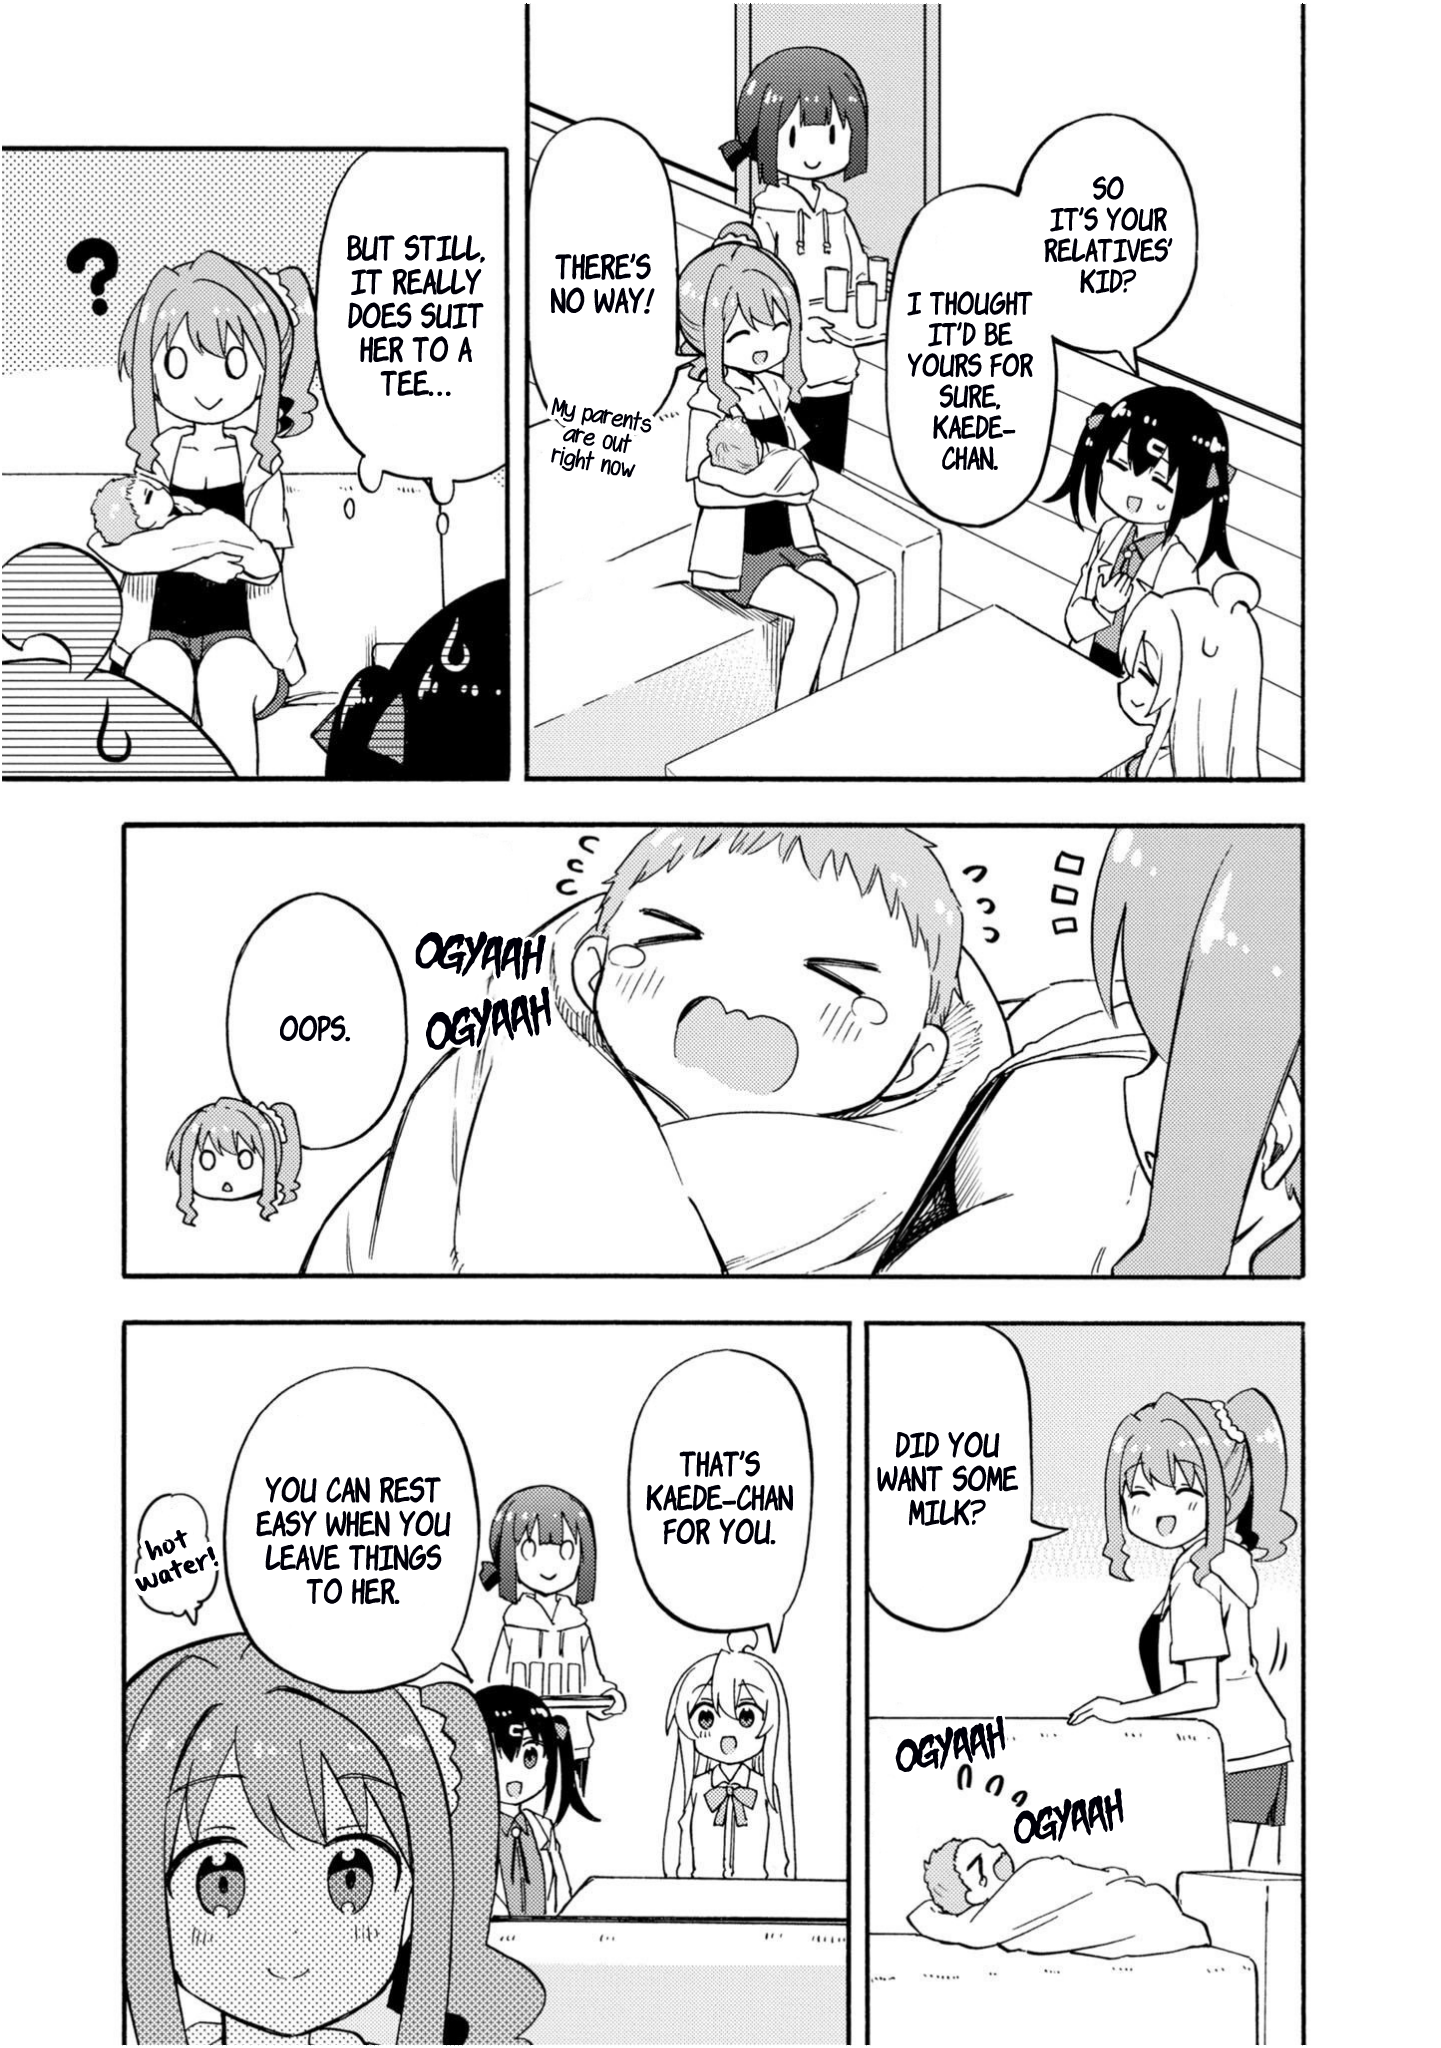 SO
IT'S YOUR
RELATIVES'
KID?
I THOUGHT
IT'D BE
YOURS FOR
SURE,
KAEDE-
CHAN.
THERE'S
NO WAY!
My parents
are out
right now
BUT STILL,
IT REALLY
DOES SUIT
HER TO A
TEE...
?
OGYAAH
OGYAAH
OOPS.
DID YOU
WANT SOME
MILK?
OGYAAH
OGYAAH
THAT'S
KAEDE-CHAN
FOR YOU.
YOU CAN REST
EASY WHEN YOU
LEAVE THINGS
TO HER.
hot
water!